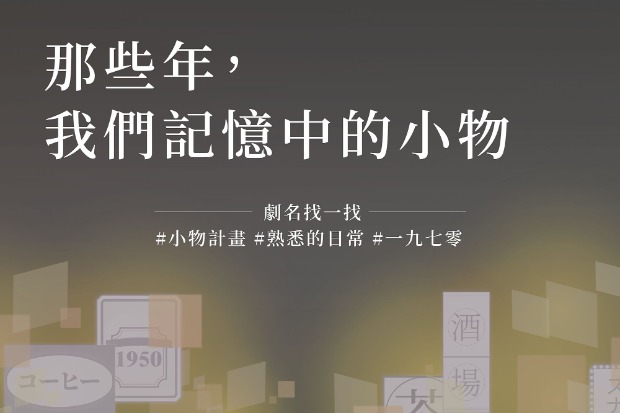 那些年，
我們記憶中的小物
劇名找一找
#小物計畫 #熟悉的日常 #一九七零
1950
コーヒー
酒
場